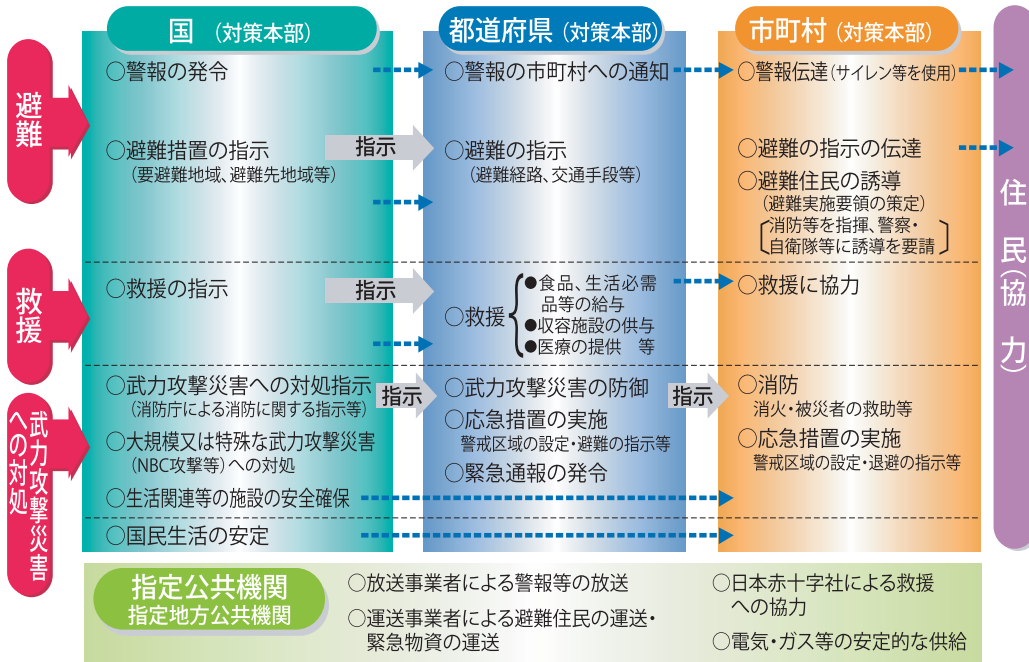 国 (対策本部)
都道府県 (対策本部)
市町村 (対策本部)
避難
○警報の発令
○警報の市町村への通知
○警報伝達(サイレン等を使用)
○避難措置の指示
(要避難地域、避難先地域等)
指示
○避難の指示
(避難経路、交通手段等)
○避難の指示の伝達
○避難住民の誘導
(避難実施要領の策定)
消防等を指揮、警察・
自衛隊等に誘導を要請
住民(協力)
救援
○救援の指示
指示
○救援
●食品、生活必需
品等の給与
●収容施設の供与
●医療の提供 等
○救援に協力
武力攻撃災害
への対処
○武力攻撃災害への対処指示
(消防庁による消防に関する指示等)
○大規模又は特殊な武力攻撃災害
(NBC攻撃等)への対処
○生活関連等の施設の安全確保
○国民生活の安定
指示
○武力攻撃災害の防御
○応急措置の実施
警戒区域の設定・避難の指示等
○緊急通報の発令
指示
○消防
消火・被災者の救助等
○応急措置の実施
警戒区域の設定・退避の指示等
指定公共機関
指定地方公共機関
○放送事業者による警報等の放送
○運送事業者による避難住民の運送・
緊急物資の運送
○日本赤十字社による救援
への協力
○電気・ガス等の安定的な供給